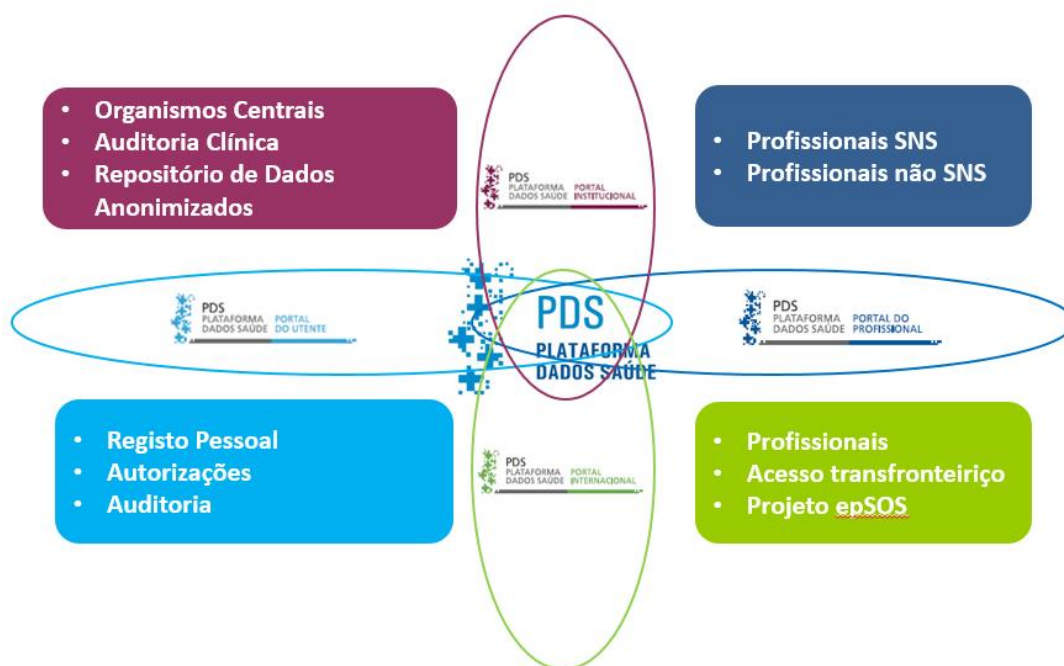 Organismos Centrais
Auditoria Clínica
Repositório de Dados
Anonimizados
PDS
PLATAFORMA DADOS SAÚDE
PORTAL INSTITUCIONAL
Profissionais SNS
Profissionais não SNS
PDS
PLATAFORMA DADOS SAÚDE
PORTAL DO UTENTE
PDS
PLATAFORMA
DADOS SAÚDE
PDS
PLATAFORMA DADOS SAÚDE
PORTAL DO PROFISSIONAL
Registo Pessoal
Autorizações
Auditoria
PDS
PLATAFORMA DADOS SAÚDE
PORTAL INTERNACIONAL
Profissionais
Acesso transfronteiriço
Projeto epSOS